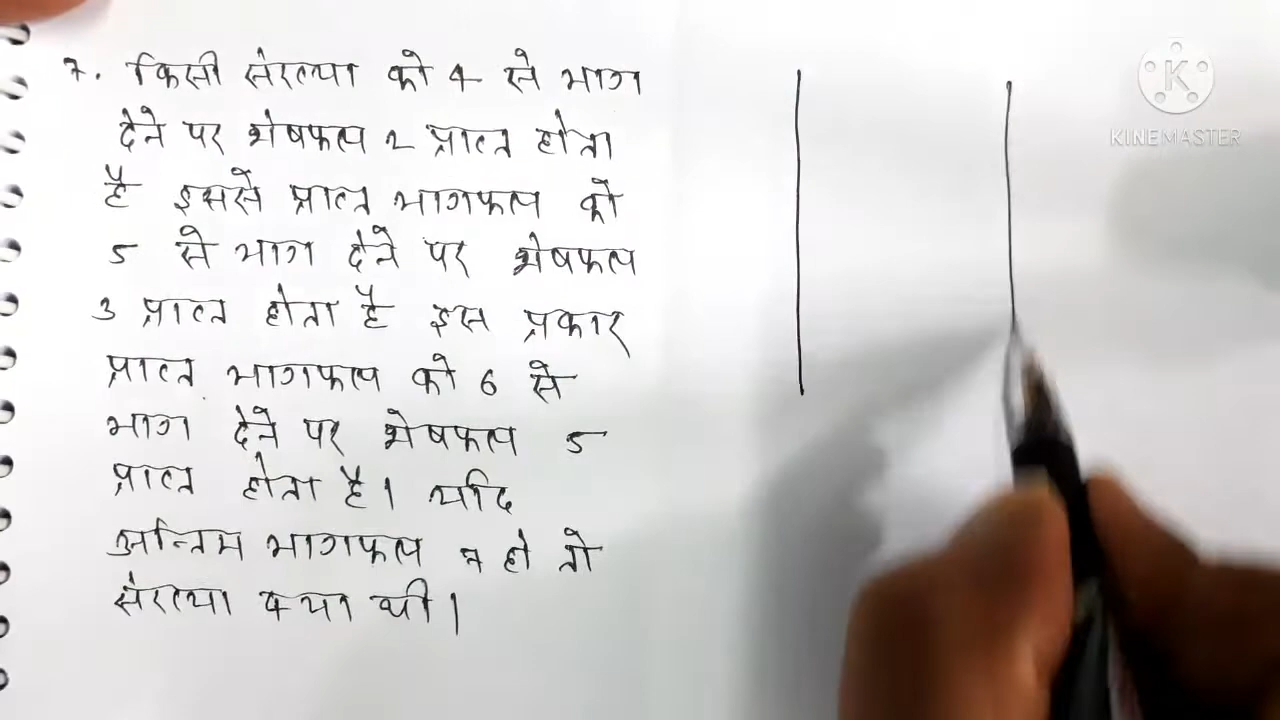 7. किसी संख्या को 4 से भाग
देने पर शेषफल 2 प्राप्त होता
है इससे प्राप्त भागफल को
5 से भाग देने पर शेषफल
3 प्राप्त होता है इस प्रकार
प्राप्त भागफल को 6 से
भाग देने पर शेषफल 5
प्राप्त होता है। यदि
अन्तिम भागफल 7 हो तो
संख्या क्या थी।
K
KINEMASTER